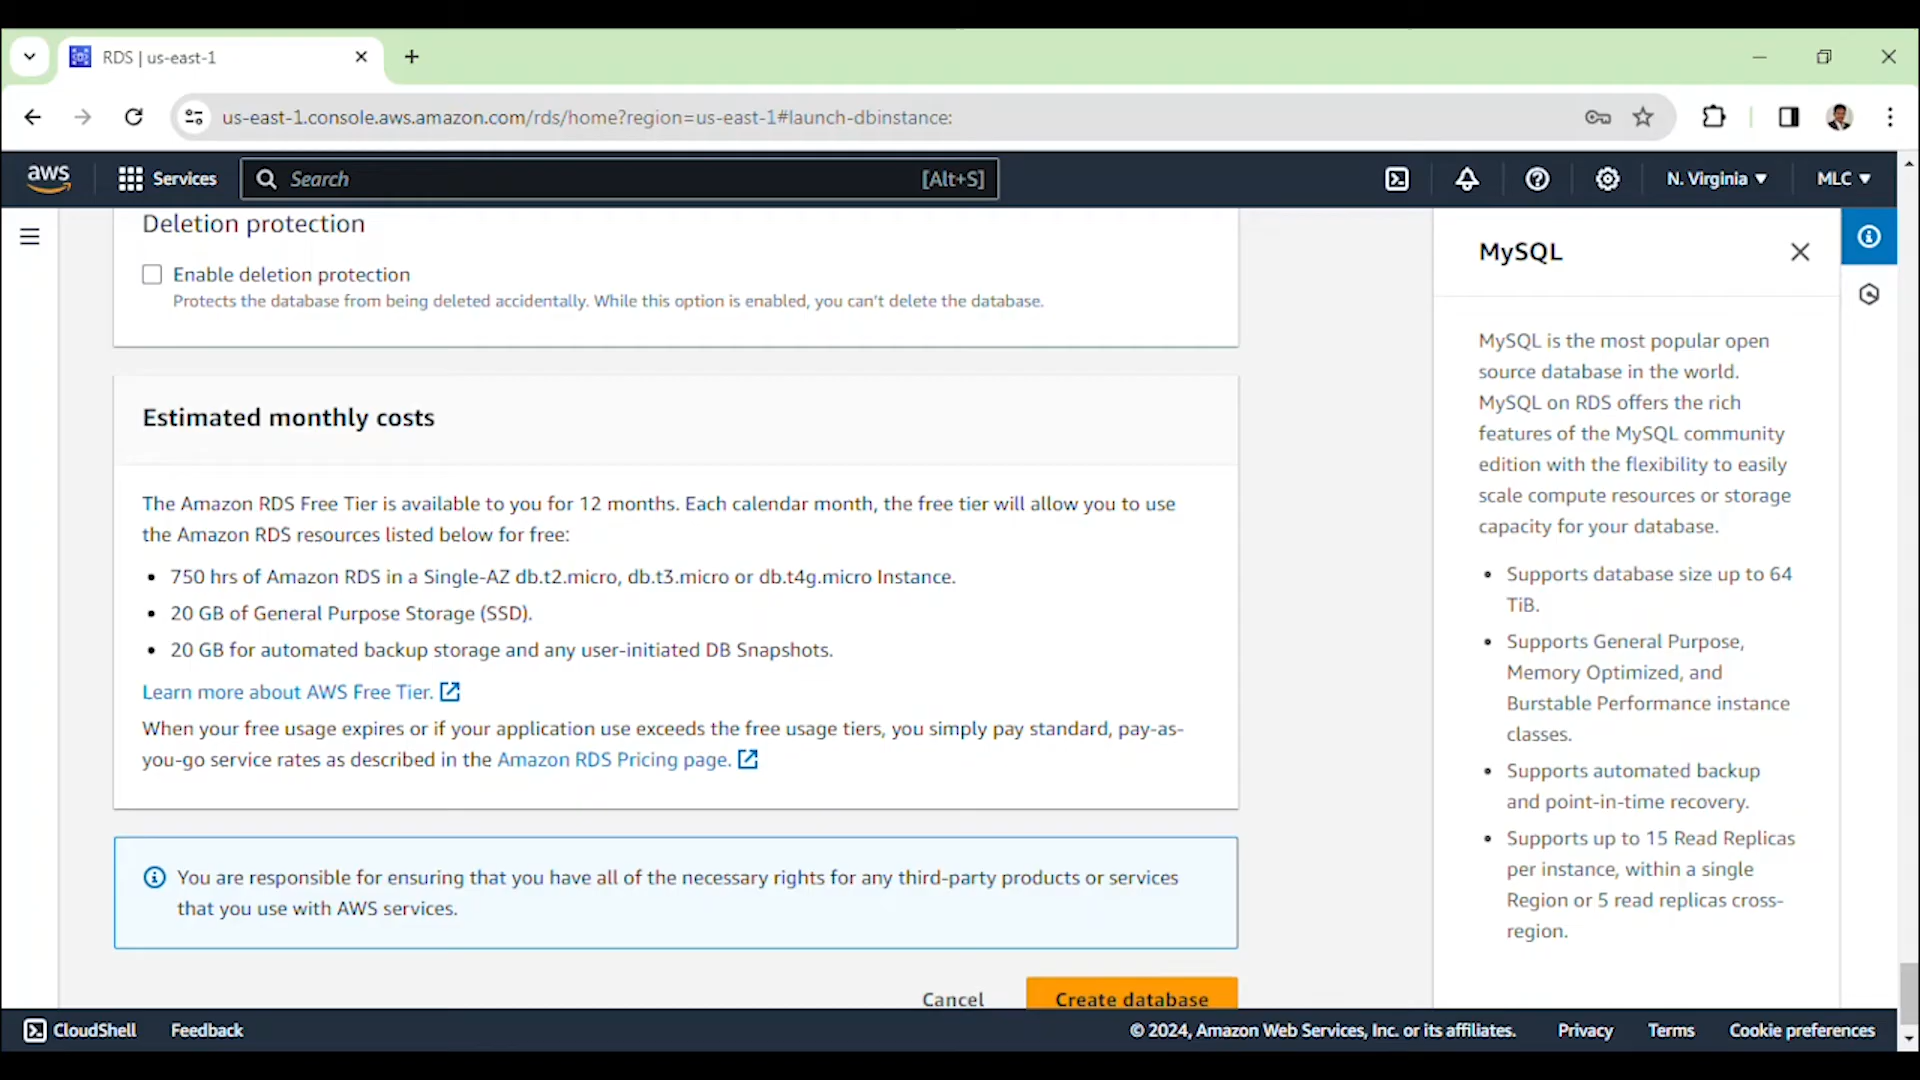 RDS | us-east-1
us-east-1.console.aws.amazon.com/rds/home?region=us-east-1#launch-dbinstance:
aws
Services
Search
[Alt+S]
N. Virginia
MLC
Deletion protection
Enable deletion protection
Protects the database from being deleted accidentally. While this option is enabled, you can't delete the database.
Estimated monthly costs
The Amazon RDS Free Tier is available to you for 12 months. Each calendar month, the free tier will allow you to use
the Amazon RDS resources listed below for free:
• 750 hrs of Amazon RDS in a Single-AZ db.t2.micro, db.t3.micro or db.t4g.micro Instance.
• 20 GB of General Purpose Storage (SSD).
• 20 GB for automated backup storage and any user-initiated DB Snapshots.
Learn more about AWS Free Tier.
When your free usage expires or if your application use exceeds the free usage tiers, you simply pay standard, pay-as-
you-go service rates as described in the Amazon RDS Pricing page.
You are responsible for ensuring that you have all of the necessary rights for any third-party products or services
that you use with AWS services.
Cancel
Create database
MySQL
MySQL is the most popular open
source database in the world.
MySQL on RDS offers the rich
features of the MySQL community
edition with the flexibility to easily
scale compute resources or storage
capacity for your database.
• Supports database size up to 64
TiB.
• Supports General Purpose,
Memory Optimized, and
Burstable Performance instance
classes.
• Supports automated backup
and point-in-time recovery.
• Supports up to 15 Read Replicas
per instance, within a single
Region or 5 read replicas cross-
region.
CloudShell
Feedback
© 2024, Amazon Web Services, Inc. or its affiliates.
Privacy
Terms
Cookie preferences